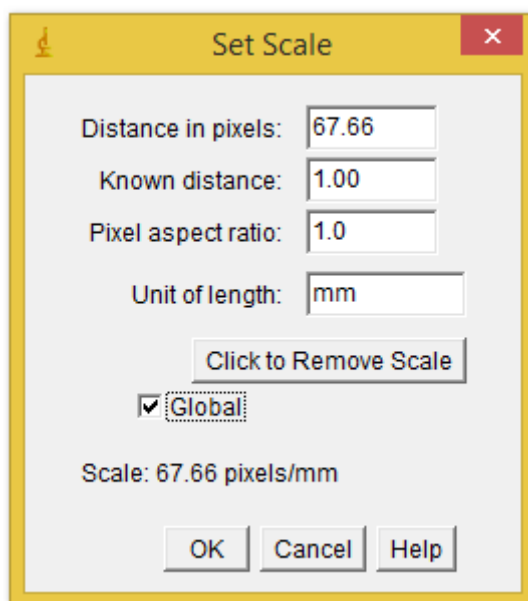 Set Scale
Distance in pixels: 67.66
Known distance: 1.00
Pixel aspect ratio: 1.0
Unit of length: mm
Click to Remove Scale
Global
Scale: 67.66 pixels/mm
OK Cancel Help